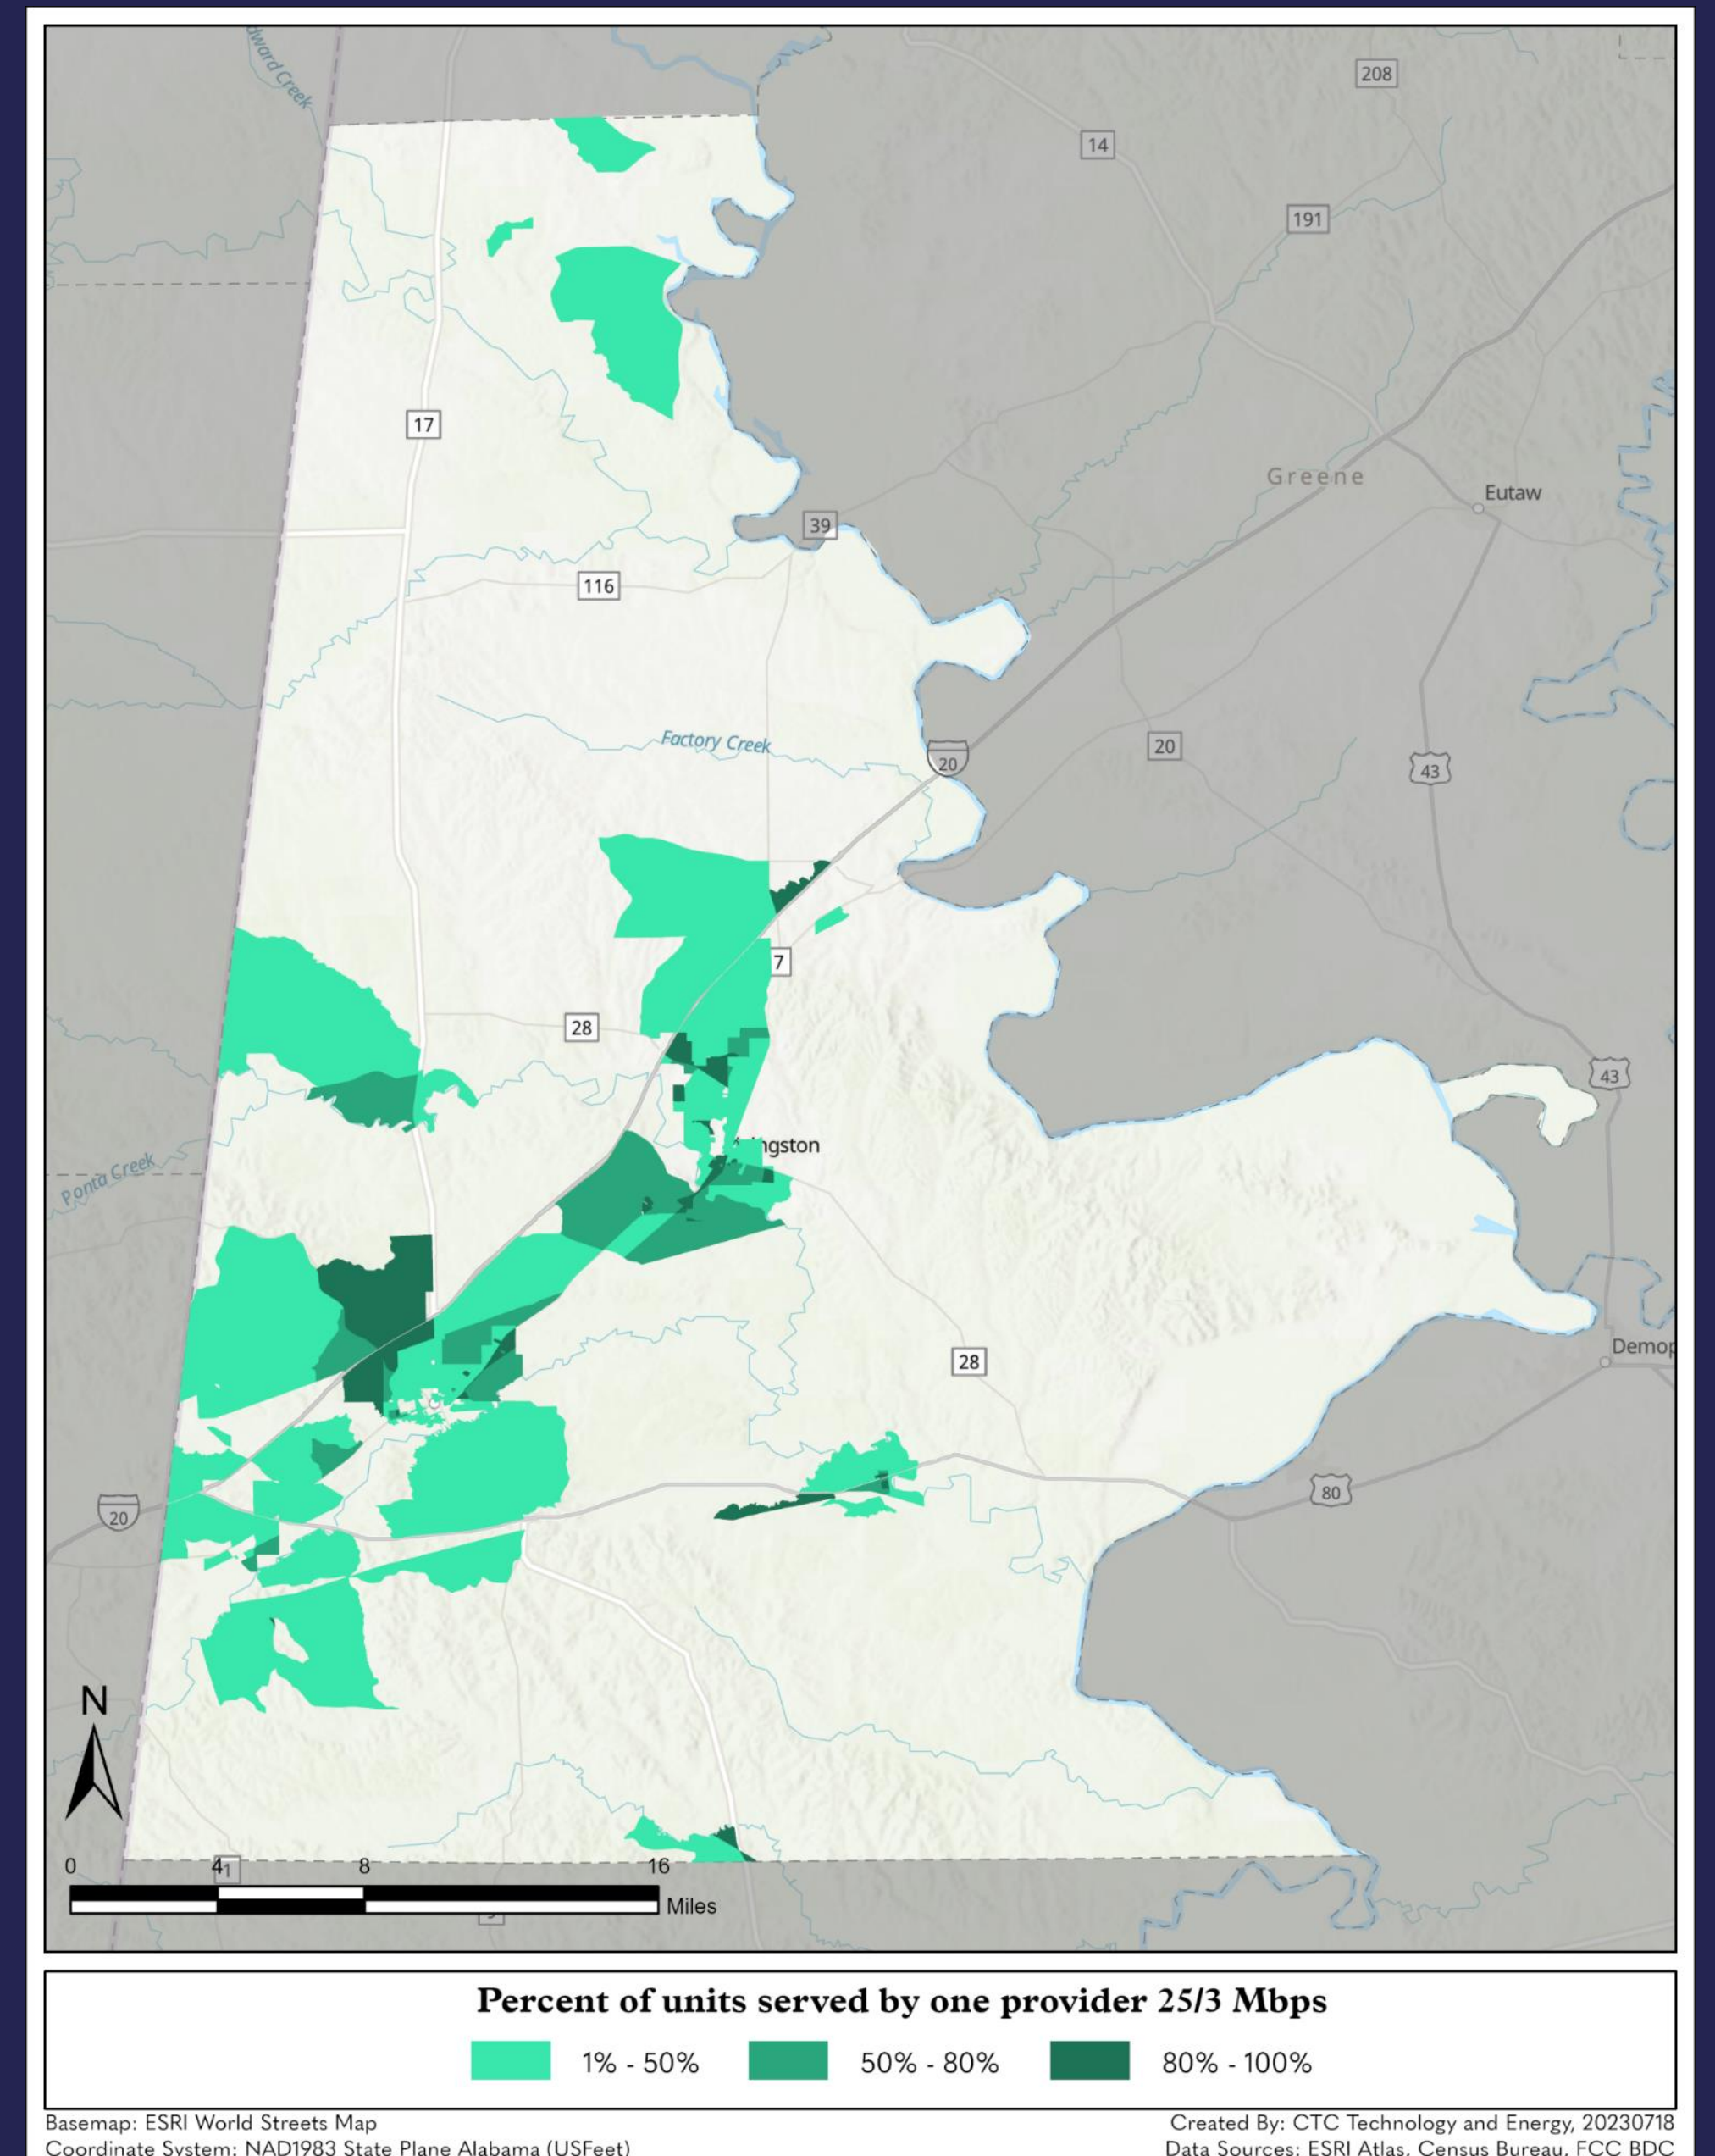 dward Creek
208
14
191
17
Greene
Eutaw
39
116
Factory Creek
20
20
43
7
28
43
ingston
Ponta Creek
28
Demop
80
20
N
0 4 8 16
1
Miles
Percent of units served by one provider 25/3 Mbps
1% - 50% 50% - 80% 80% - 100%
Basemap: ESRI World Streets Map
Created By: CTC Technology and Energy, 20230718
Coordinate System: NAD1983 State Plane Alabama (USFeet)
Data Sources: ESRI Atlas, Census Bureau, FCC BDC